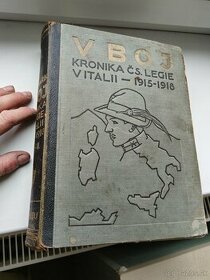 V BOJ
KRONIKA ČS. LEGIE
V ITALII – 1915-1918